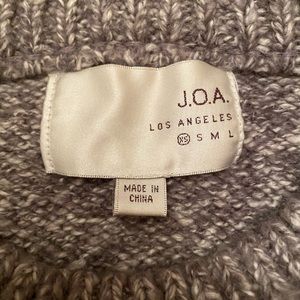 J.O.A.
LOS ANGELES
XS S M L
MADE IN
CHINA